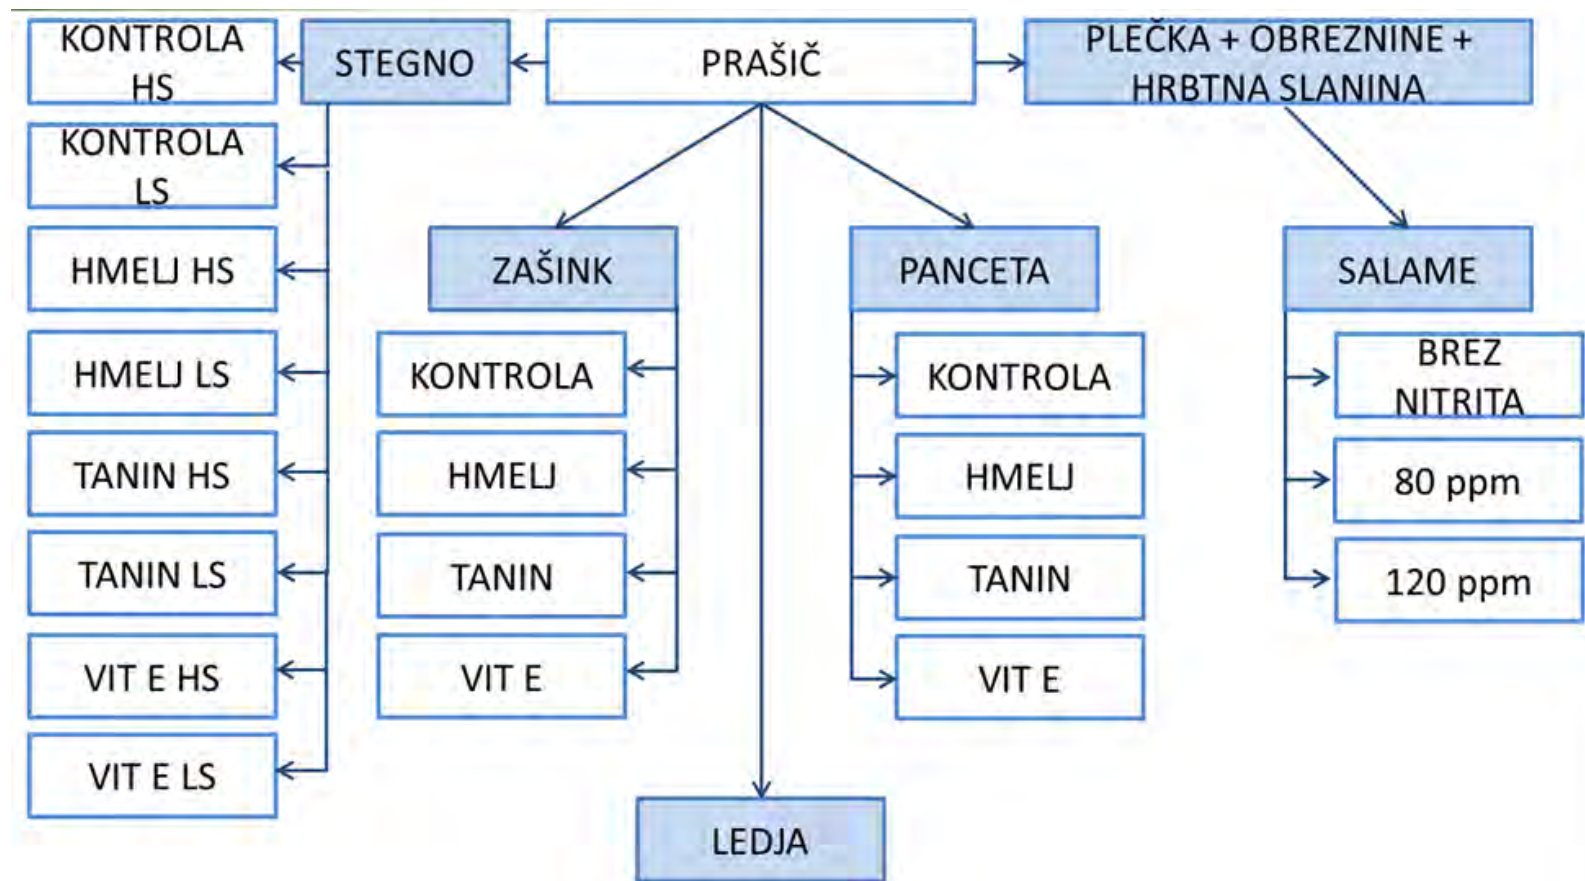 KONTROLA
HS
STEGNO
PRAŠIČ
PLEČKA + OBREZNINE +
HRBTNA SLANINA
KONTROLA
LS
HMELJ HS
HMELJ LS
TANIN HS
TANIN LS
VIT E HS
VIT E LS
ZAŠINK
KONTROLA
HMELJ
TANIN
VIT E
PANCETA
KONTROLA
HMELJ
TANIN
VIT E
SALAME
BREZ
NITRITA
80 ppm
120 ppm
LEDJA